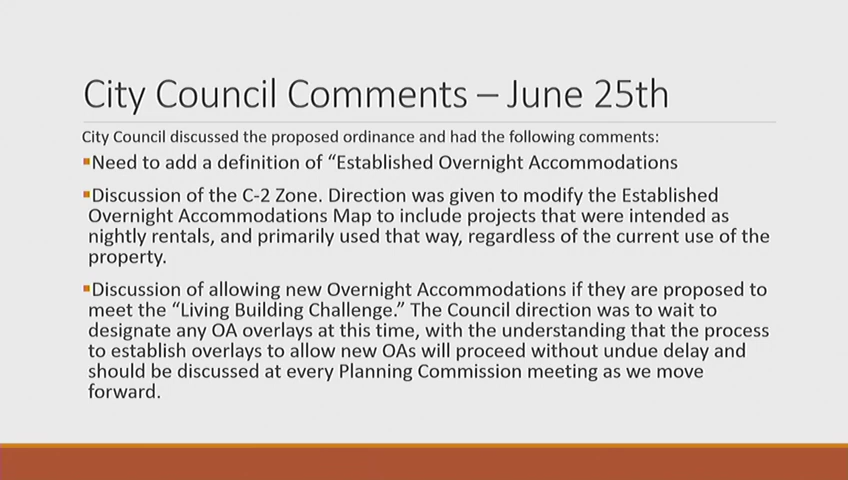 City Council Comments – June 25th
City Council discussed the proposed ordinance and had the following comments:
▪Need to add a definition of “Established Overnight Accommodations
▪Discussion of the C-2 Zone. Direction was given to modify the Established
Overnight Accommodations Map to include projects that were intended as
nightly rentals, and primarily used that way, regardless of the current use of the
property.
▪Discussion of allowing new Overnight Accommodations if they are proposed to
meet the “Living Building Challenge.” The Council direction was to wait to
designate any OA overlays at this time, with the understanding that the process
to establish overlays to allow new OAs will proceed without undue delay and
should be discussed at every Planning Commission meeting as we move
forward.